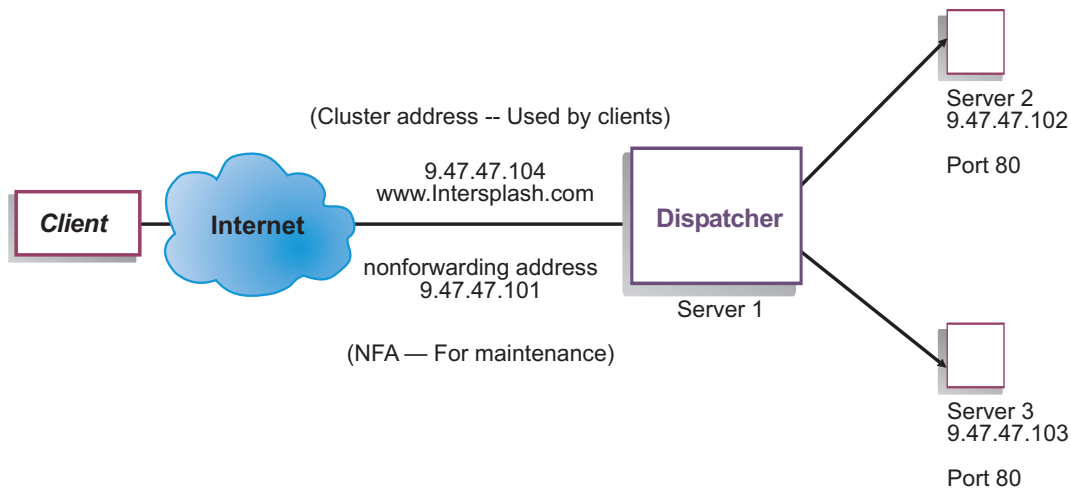 Client
Internet
(Cluster address -- Used by clients)
9.47.47.104
www.Intersplash.com
nonforwarding address
9.47.47.101
(NFA — For maintenance)
Dispatcher
Server 1
Server 2
9.47.47.102
Port 80
Server 3
9.47.47.103
Port 80